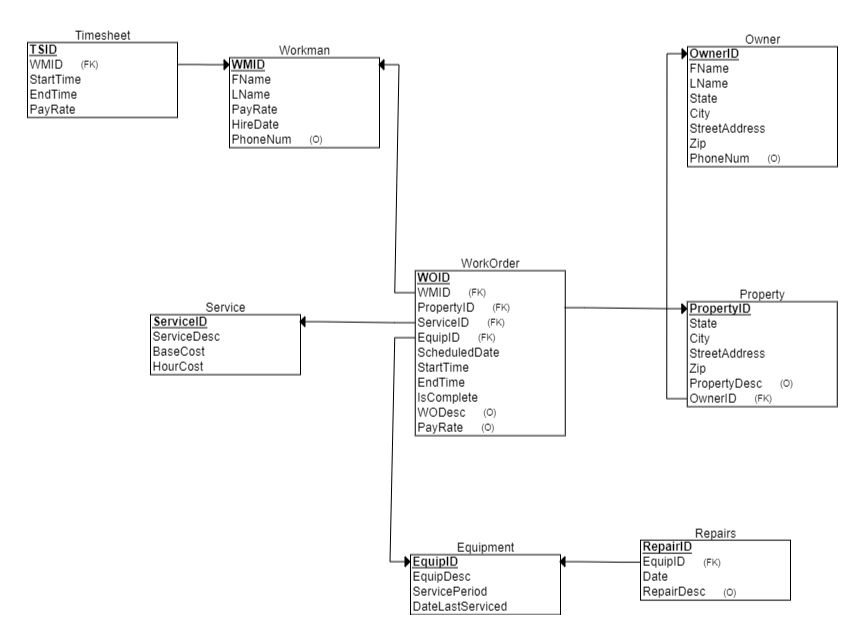 Timesheet
TSID
WMID (FK)
StartTime
EndTime
PayRate
Workman
WMID
FName
LName
PayRate
HireDate
PhoneNum (O)
Owner
OwnerID
FName
LName
State
City
StreetAddress
Zip
PhoneNum (O)
WorkOrder
WOID
WMID (FK)
PropertyID (FK)
ServiceID (FK)
EquipID (FK)
ScheduledDate
StartTime
EndTime
IsComplete
WODesc (O)
PayRate (O)
Service
ServiceID
ServiceDesc
BaseCost
HourCost
Property
PropertyID
State
City
StreetAddress
Zip
PropertyDesc (O)
OwnerID (FK)
Equipment
EquipID
EquipDesc
ServicePeriod
DateLastServiced
Repairs
RepairID
EquipID (FK)
Date
RepairDesc (O)